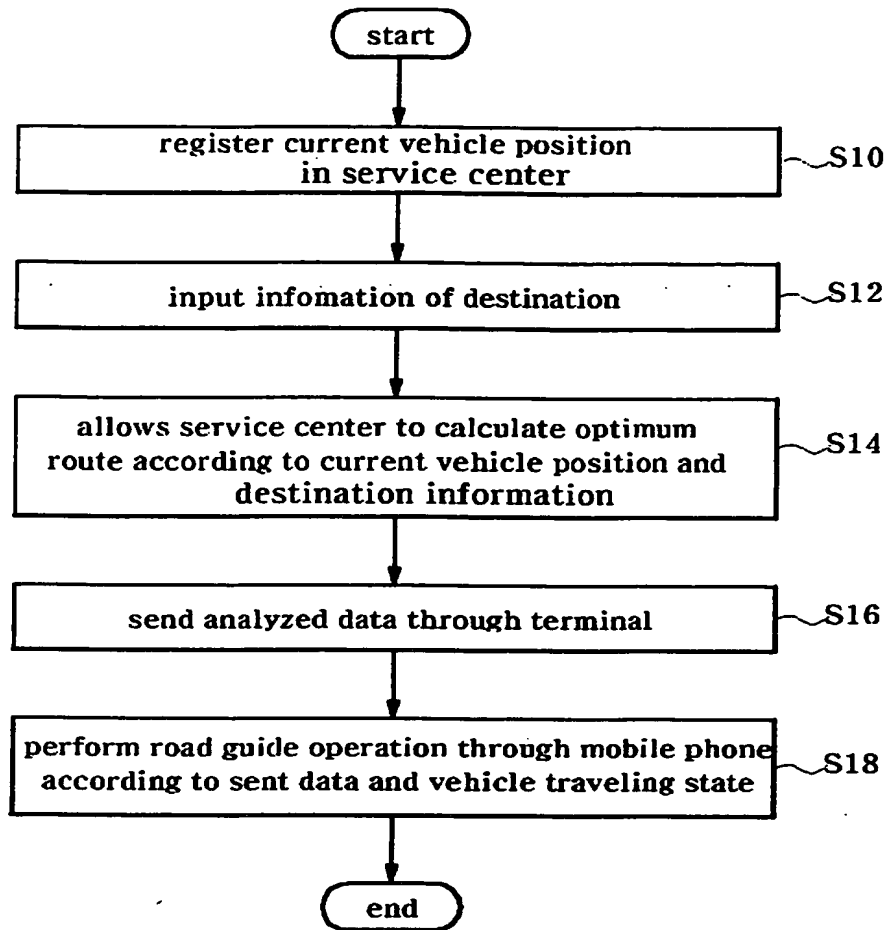 start
register current vehicle position
in service center
S10
input infomation of destination
S12
allows service center to calculate optimum
route according to current vehicle position and
destination information
S14
send analyzed data through terminal
S16
perform road guide operation through mobile phone
according to sent data and vehicle traveling state
S18
end